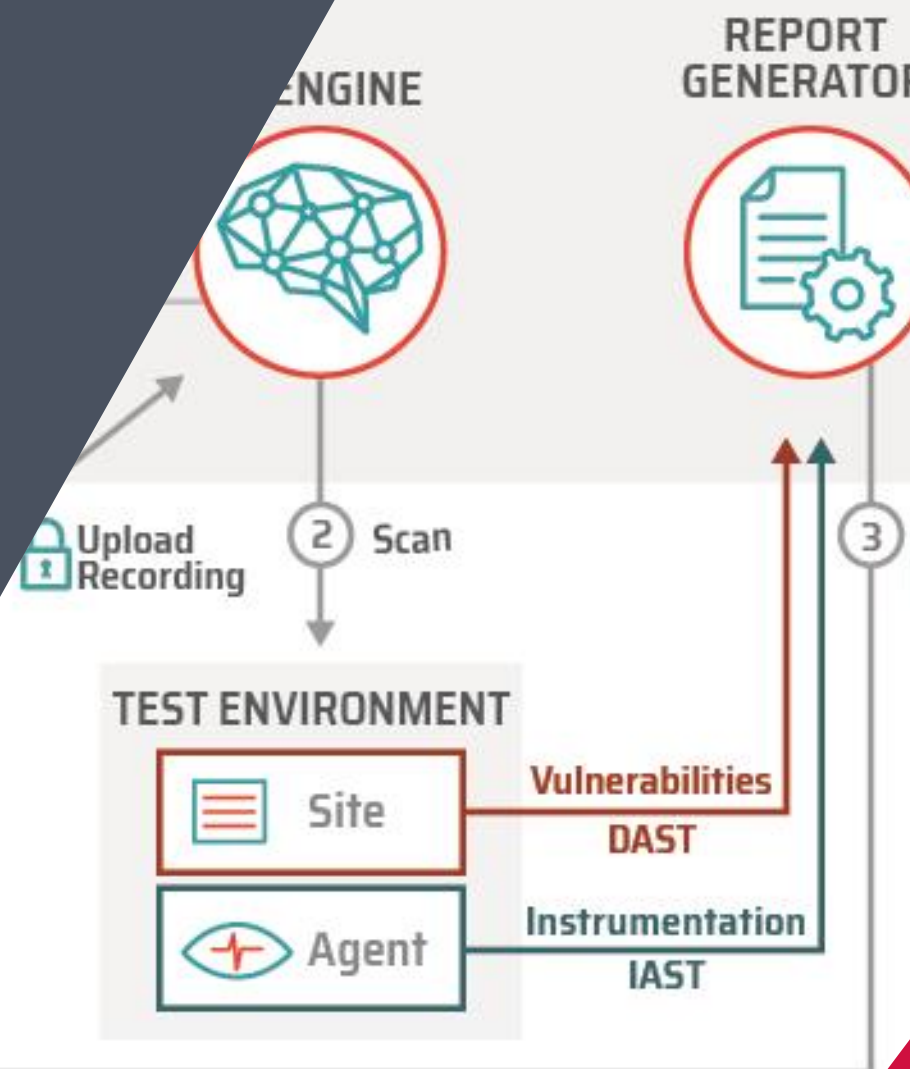 REPORT
GENERATOR
ENGINE
Upload
Recording
2
Scan
3
TEST ENVIRONMENT
Site
Vulnerabilities
DAST
Agent
Instrumentation
IAST